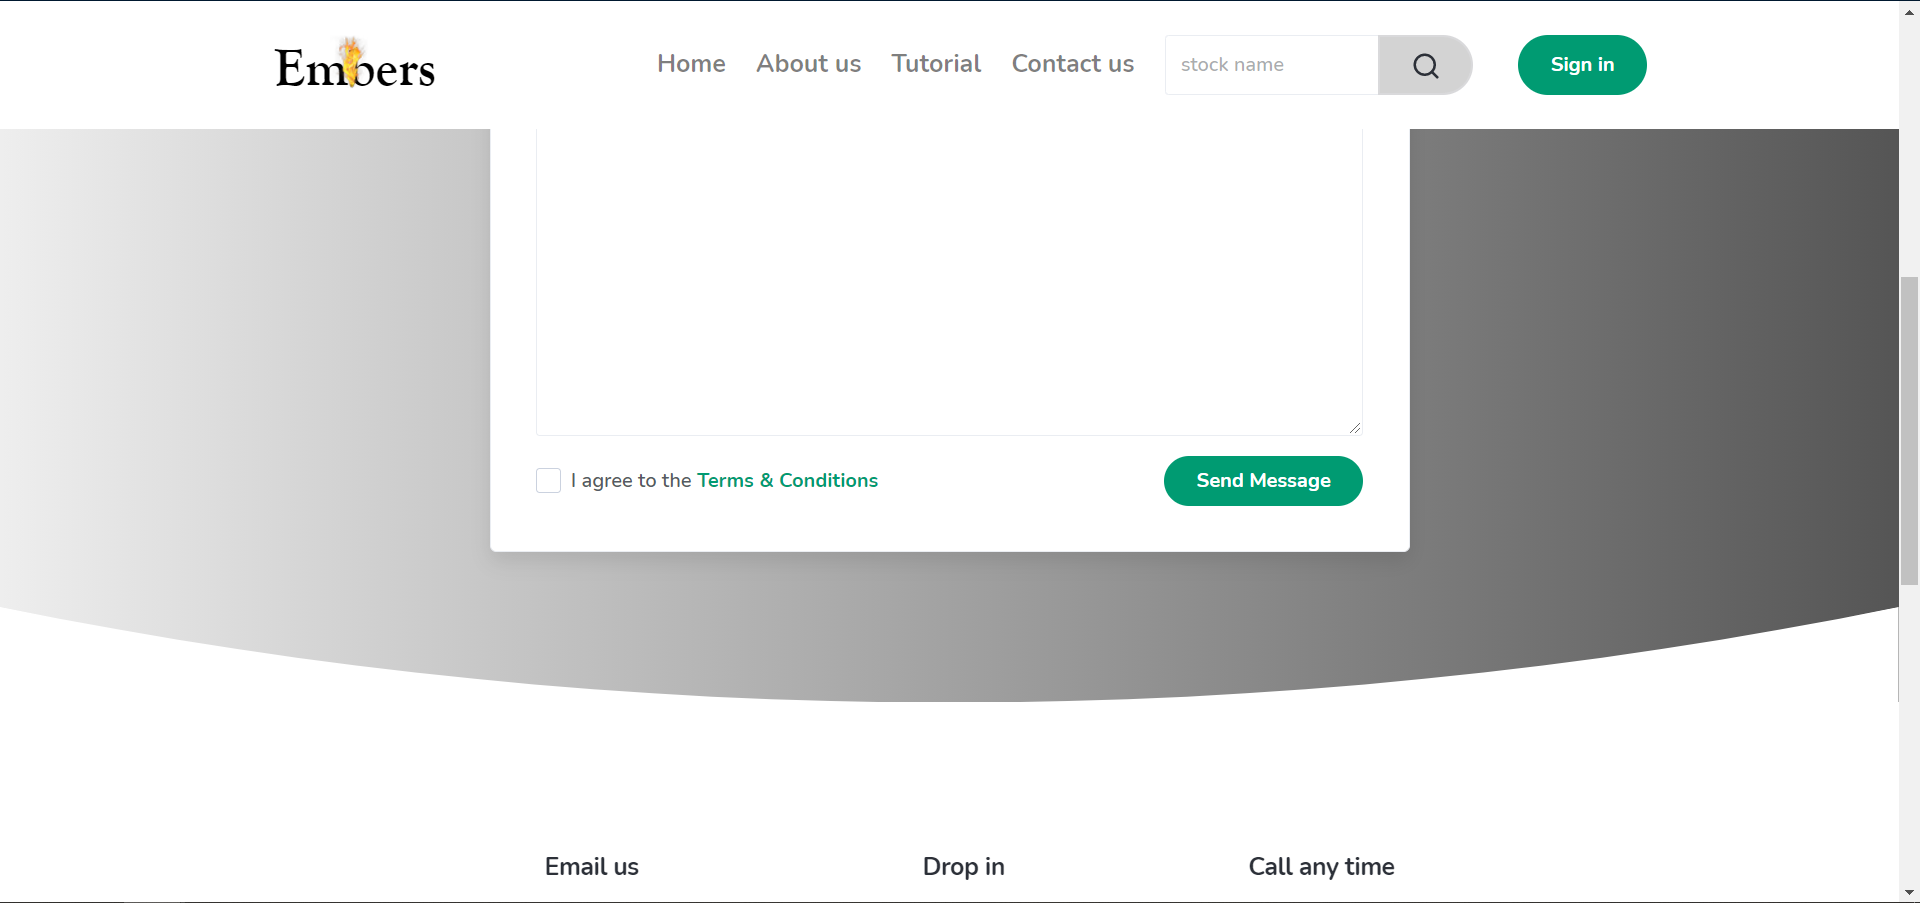 Embers
Home About us Tutorial Contact us stock name Sign in
I agree to the Terms & Conditions Send Message
Email us Drop in Call any time